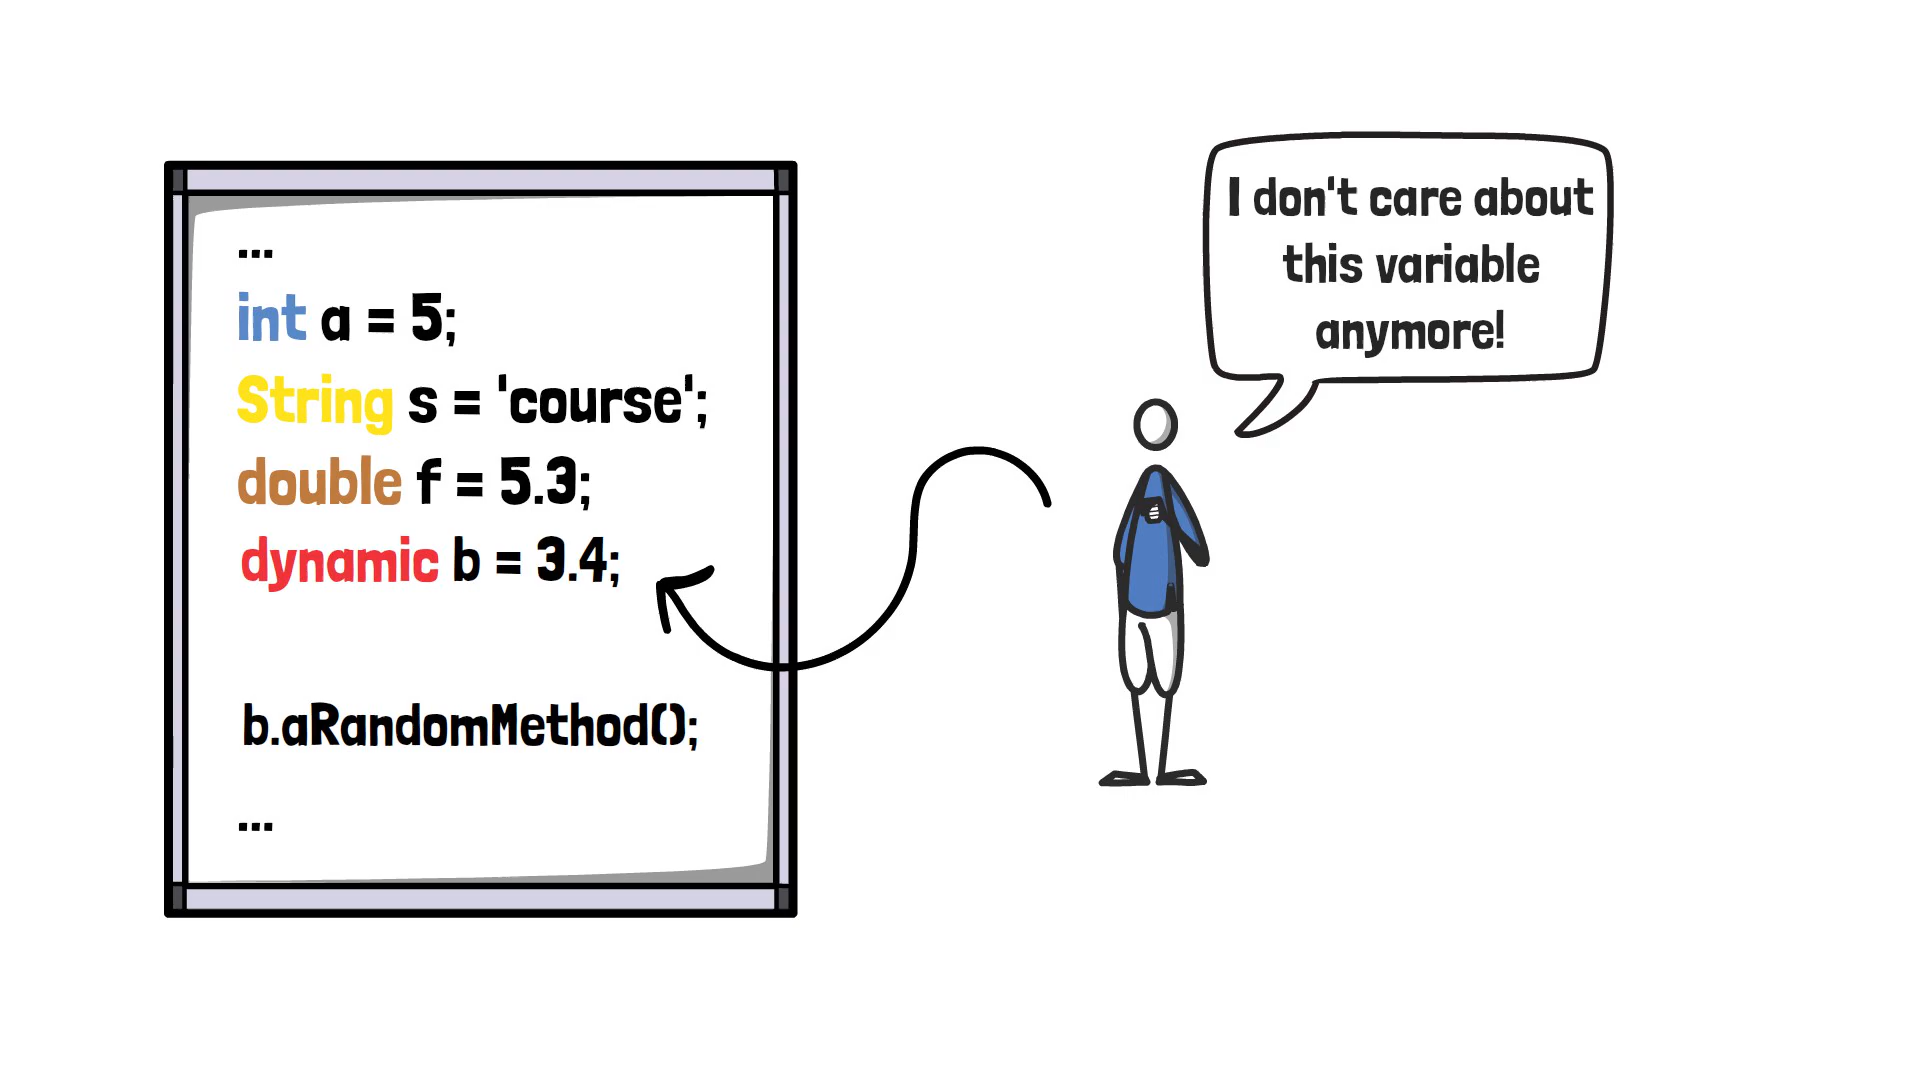 ...
int a = 5;
String s = 'course';
double f = 5.3;
dynamic b = 3.4;
b.aRandomMethod();
...
I don't care about
this variable
anymore!